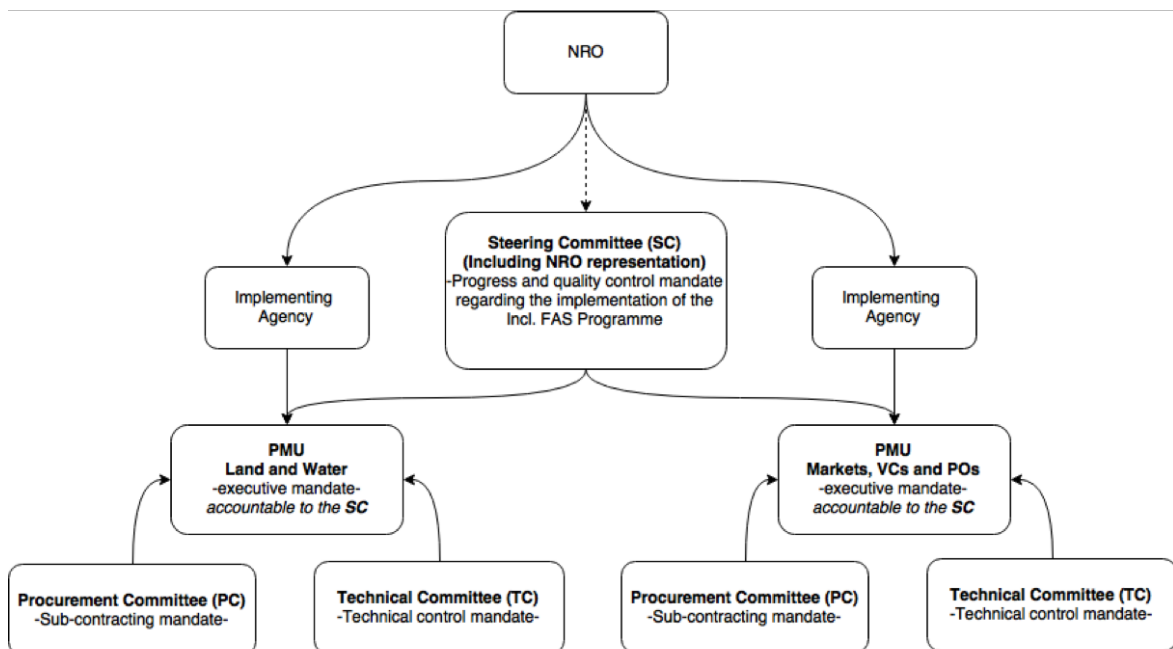 NRO
Steering Committee (SC)
(Including NRO representation)
-Progress and quality control mandate
regarding the implementation of the
Incl. FAS Programme
Implementing
Agency
Implementing
Agency
PMU
Land and Water
-executive mandate-
accountable to the SC
PMU
Markets, VCs and POs
-executive mandate-
accountable to the SC
Procurement Committee (PC)
-Sub-contracting mandate-
Technical Committee (TC)
-Technical control mandate-
Procurement Committee (PC)
-Sub-contracting mandate-
Technical Committee (TC)
-Technical control mandate-